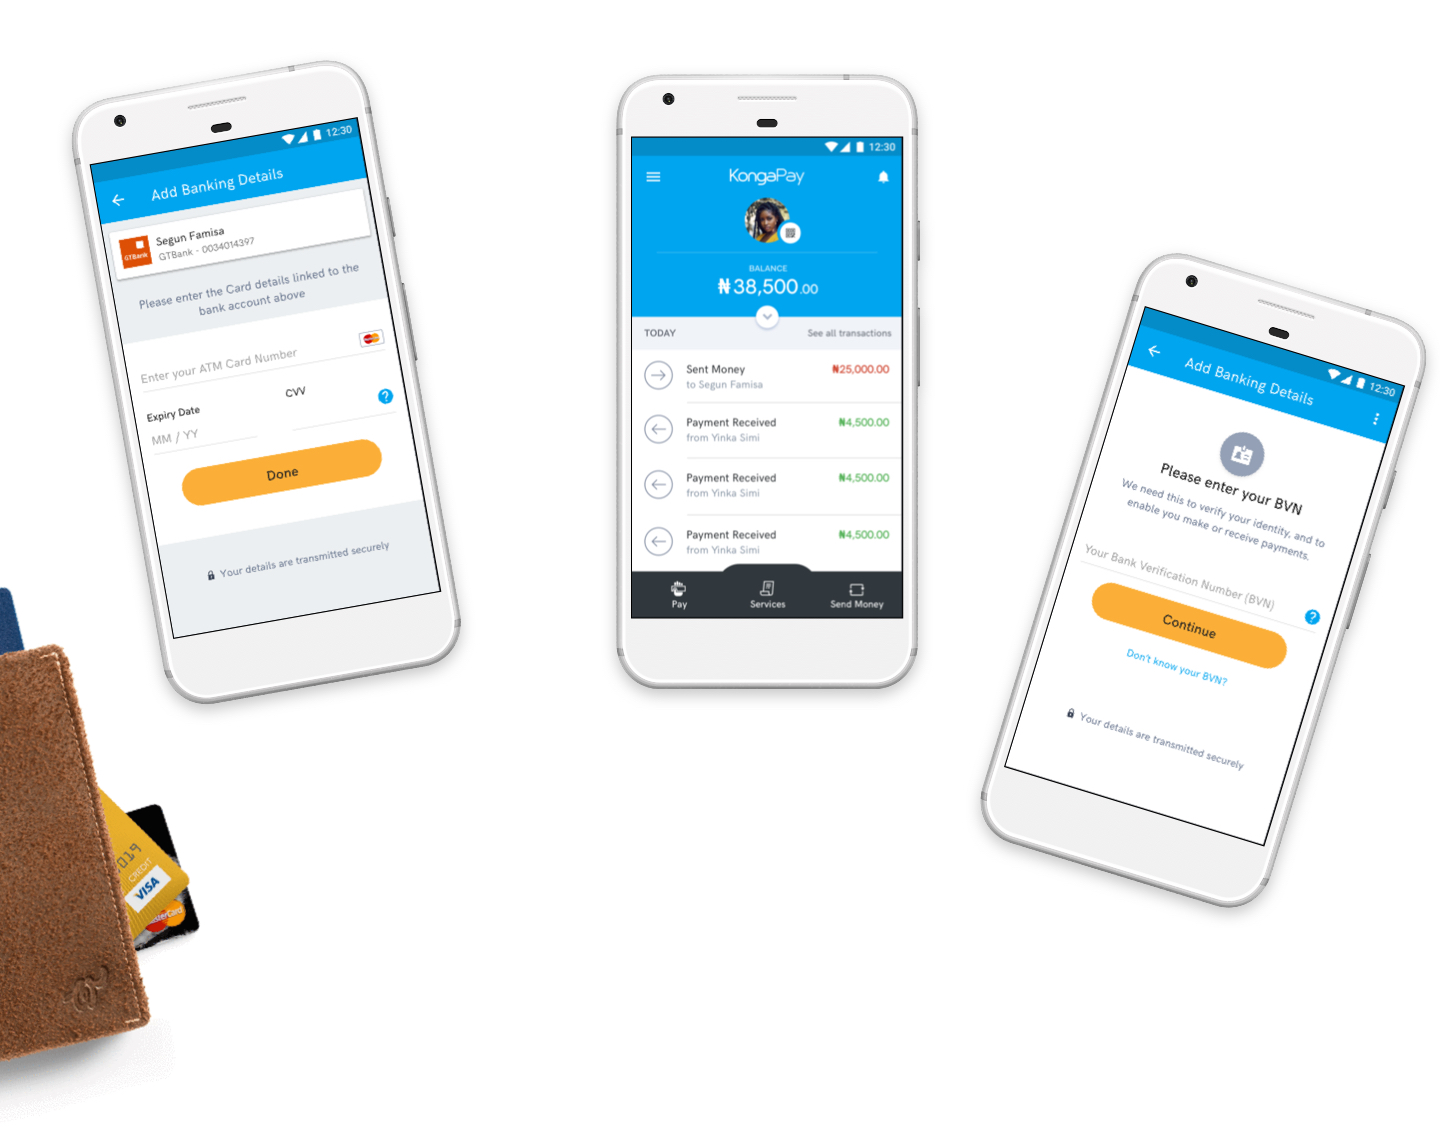 12:30
Add Banking Details
Segun Famisa
GTBank
GTBank - 0034014397
Please enter the Card details linked to the
bank account above
Enter your ATM Card Number
Expiry Date
CVV
?
MM / YY
Done
Your details are transmitted securely
12:30
KongaPay
BALANCE
₦38,500.00
TODAY
See all transactions
Sent Money
₦25,000.00
to Segun Famisa
Payment Received
₦4,500.00
from Yinka Simi
Payment Received
₦4,500.00
from Yinka Simi
Payment Received
₦4,500.00
from Yinka Simi
Pay
Services
Send Money
12:30
Add Banking Details
Please enter your BVN
We need this to verify your identity, and to
enable you make or receive payments.
Your Bank Verification Number (BVN)
?
Continue
Don't know your BVN?
Your details are transmitted securely
CREDIT
VISA